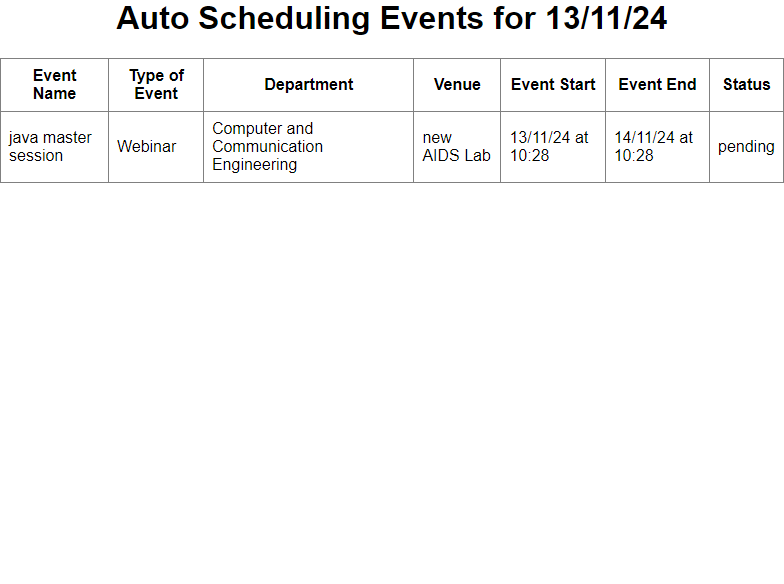 Auto Scheduling Events for 13/11/24
Event Name	Type of Event	Department	Venue	Event Start	Event End	Status
java master session	Webinar	Computer and Communication Engineering	new AIDS Lab	13/11/24 at 10:28	14/11/24 at 10:28	pending